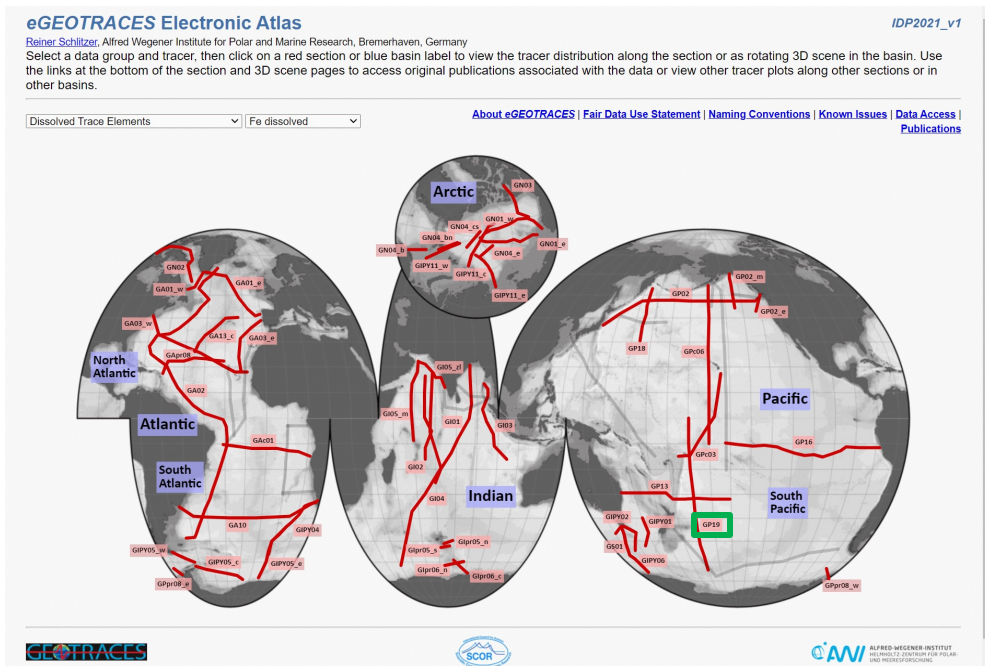 eGEOTRACES Electronic Atlas
IDP2021_v1
Reiner Schlitzer, Alfred Wegener Institute for Polar and Marine Research, Bremerhaven, Germany
Select a data group and tracer, then click on a red section or blue basin label to view the tracer distribution along the section or as rotating 3D scene in the basin. Use
the links at the bottom of the section and 3D scene pages to access original publications associated with the data or view other tracer plots along other sections or in
other basins.
Dissolved Trace Elements
Fe dissolved
About eGEOTRACES | Fair Data Use Statement | Naming Conventions | Known Issues | Data Access |
Publications
Arctic
GN03
GN01_w
GN04_cs
GN04_bn
GN04_b
GN01_e
GN04_e
GIPY11_w
GIPY11_c
GIPY11_e
GN02
GA01_w
GA01_e
GA03_w
GA13_c
GA03_e
GApr08
North
Atlantic
GA02
Atlantic
GAc01
South
Atlantic
GA10
GIPY04
GIPY05_w
GIPY05_c
GIPY05_e
GPpr08_e
GI05_zl
GI05_m
GI01
GI03
GI02
GI04
Indian
GIpr05_n
GIpr05_s
GIpr06_n
GIpr06_c
GP02_m
GP02
GP02_e
GP18
GPc06
Pacific
GP16
GPc03
GP13
South
Pacific
GIPY02
GIPY01
GP19
GS01
GIPY06
GPpr08_w
GEOTRACES
SCOR
AWI
ALFRED-WEGENER-INSTITUT
HELMHOLTZ-ZENTRUM FÜR POLAR-
UND MEERESFORSCHUNG